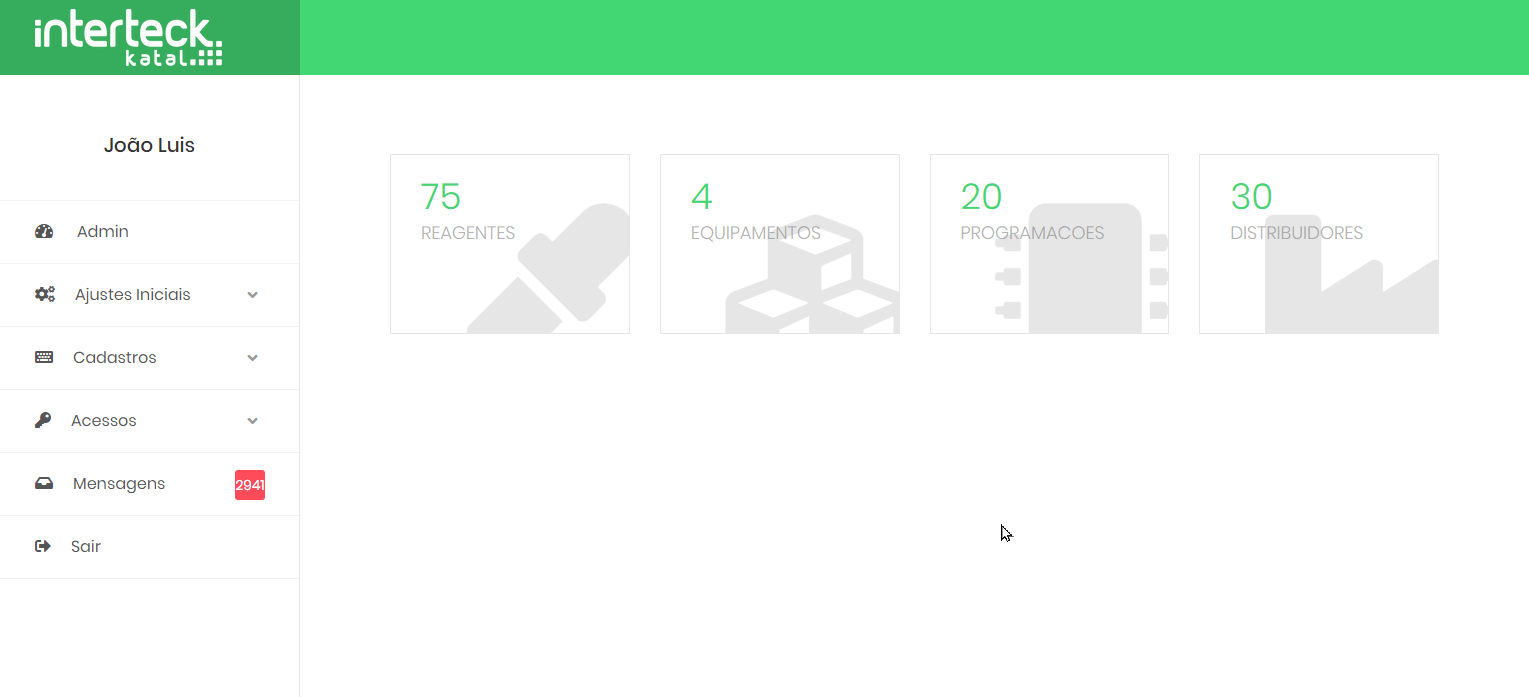 interteck
katal
João Luis
Admin
Ajustes Iniciais
Cadastros
Acessos
Mensagens 2941
Sair
75
REAGENTES
4
EQUIPAMENTOS
20
PROGRAMACOES
30
DISTRIBUIDORES